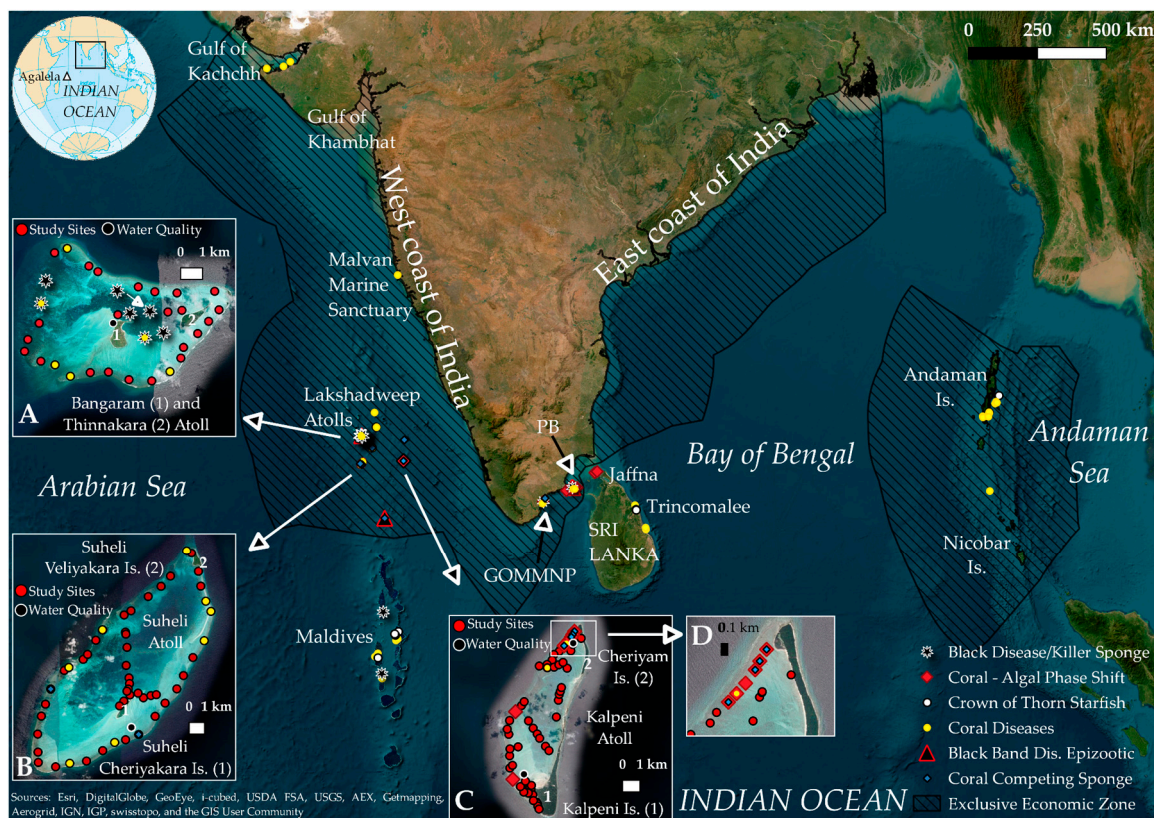 0 250 500 km
Gulf of
Kachchh
Agalela
INDIAN
OCEAN
Gulf of
Khambhat
West coast of India
East coast of India
Malvan
Marine
Sanctuary
Study Sites Water Quality
0 1 km
1
2
A
Bangaram (1) and
Thinnakara (2) Atoll
Lakshadweep
Atolls
PB
Jaffna
Bay of Bengal
Andaman
Is.
Andaman
Sea
Arabian Sea
Trincomalee
SRI
LANKA
GOMMNP
Nicobar
Is.
Suheli
Veliyakara Is. (2)
2
Study Sites
Water Quality
Suheli
Atoll
0 1 km
Suheli
Cheriyakara Is. (1)
B
Maldives
Study Sites
Water Quality
2
Cheriyam
Is. (2)
Kalpeni
Atoll
0 1 km
1
Kalpeni Is. (1)
C
D
0.1 km
Black Disease/Killer Sponge
Coral - Algal Phase Shift
Crown of Thorn Starfish
Coral Diseases
Black Band Dis. Epizootic
Coral Competing Sponge
Exclusive Economic Zone
INDIAN OCEAN
Sources: Esri, DigitalGlobe, GeoEye, i-cubed, USDA FSA, USGS, AEX, Getmapping,
Aerogrid, IGN, IGP, swisstopo, and the GIS User Community